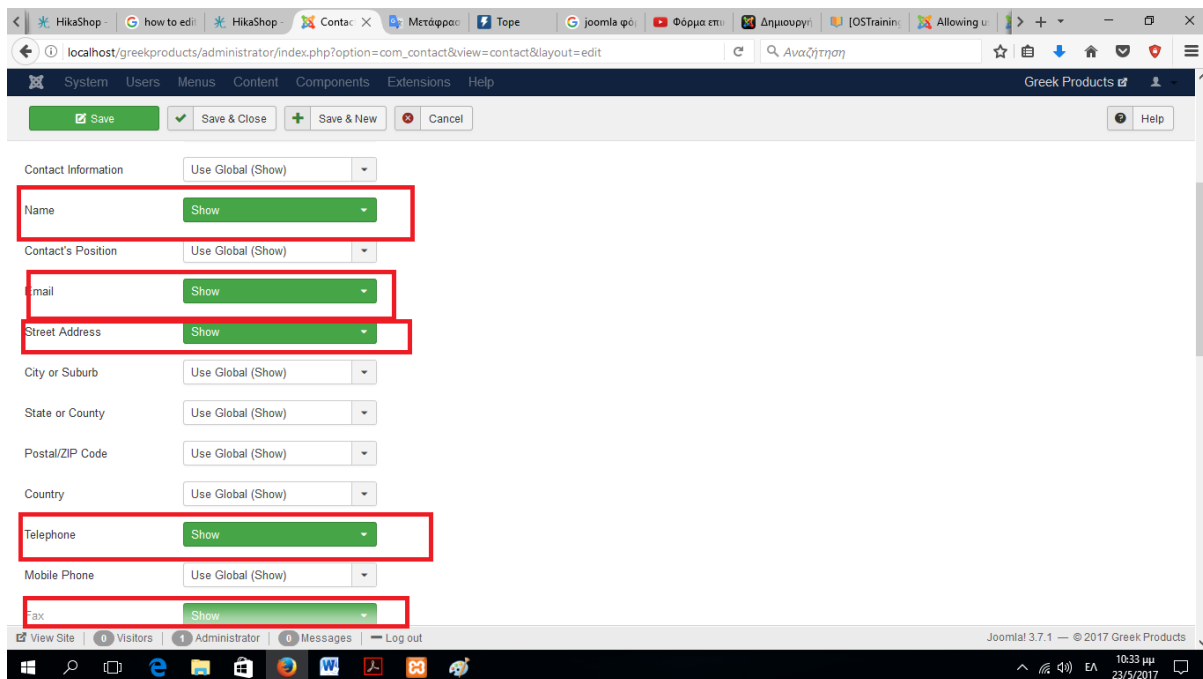 HikaShop - G how to edit HikaShop - Contac Μετάφρασ Tope joomla φό Φόρμα επι Δημιουργή [OSTraining Allowing u
localhost/greekproducts/administrator/index.php?option=com_contact&view=contact&layout=edit Αναζήτηση
System Users Menus Content Components Extensions Help Greek Products
Save Save & Close Save & New Cancel Help
Contact Information Use Global (Show)
Name Show
Contact's Position Use Global (Show)
Email Show
Street Address Show
City or Suburb Use Global (Show)
State or County Use Global (Show)
Postal/ZIP Code Use Global (Show)
Country Use Global (Show)
Telephone Show
Mobile Phone Use Global (Show)
Fax Show
View Site 0 Visitors 1 Administrator 0 Messages Log out Joomla! 3.7.1 — © 2017 Greek Products
ΕΛ 10:33 μμ
23/5/2017